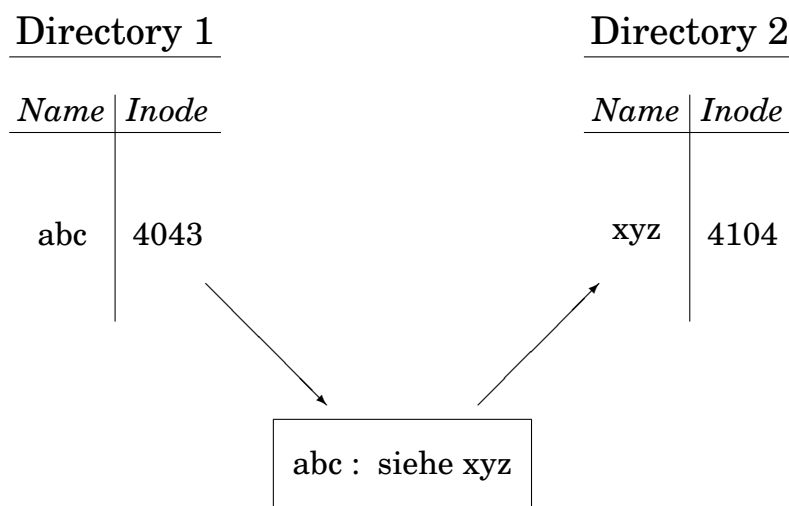 Directory 1 Directory 2
Name Inode Name Inode
abc 4043 xyz 4104
abc : siehe xyz